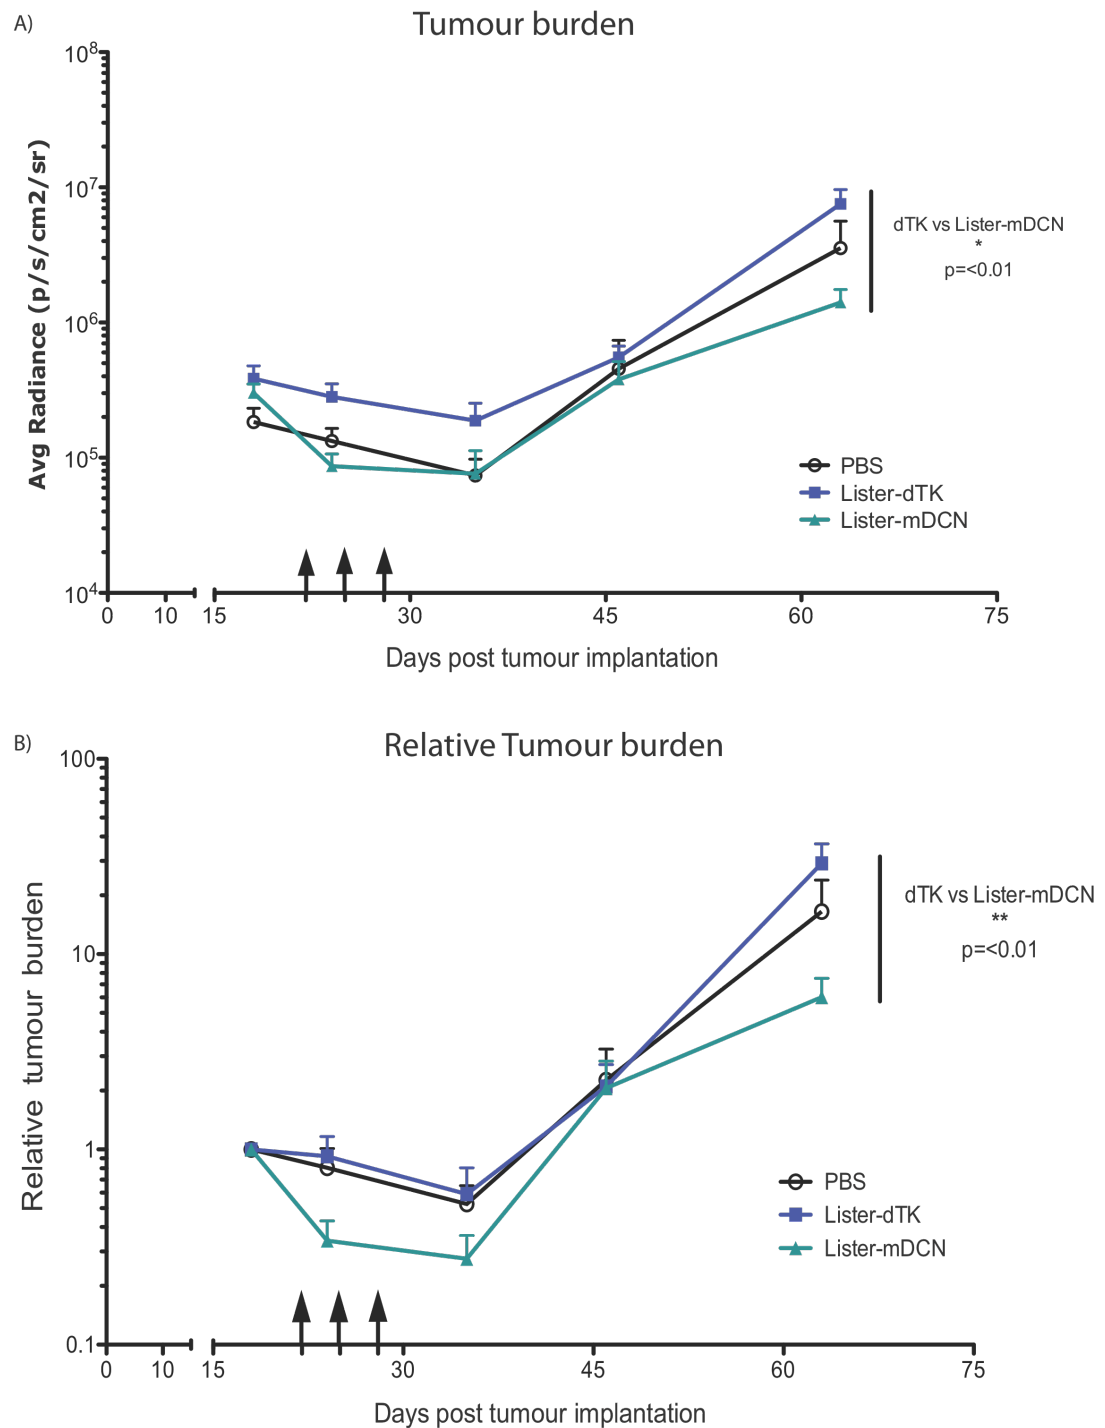 A)
Tumour burden
10^8
10^7
10^6
10^5
10^4
Avg Radiance (p/s/cm2/sr)
dTK vs Lister-mDCN
*
p=<0.01
PBS
Lister-dTK
Lister-mDCN
0 10 15 30 45 60 75
Days post tumour implantation
B)
Relative Tumour burden
100
10
1
0.1
Relative tumour burden
dTK vs Lister-mDCN
**
p=<0.01
PBS
Lister-dTK
Lister-mDCN
0 10 15 30 45 60 75
Days post tumour implantation